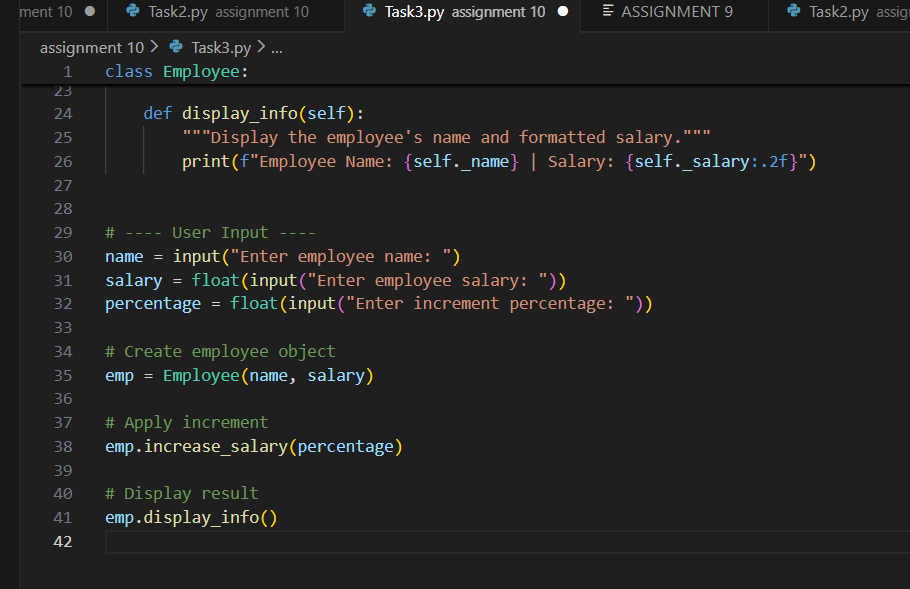 ment 10 ● Task2.py assignment 10 Task3.py assignment 10 ● ASSIGNMENT 9 Task2.py assig
assignment 10 > Task3.py > ...
1 class Employee:
23
24     def display_info(self):
25         """Display the employee's name and formatted salary."""
26         print(f"Employee Name: {self._name} | Salary: {self._salary:.2f}")
27
28
29 # ---- User Input ----
30 name = input("Enter employee name: ")
31 salary = float(input("Enter employee salary: "))
32 percentage = float(input("Enter increment percentage: "))
33
34 # Create employee object
35 emp = Employee(name, salary)
36
37 # Apply increment
38 emp.increase_salary(percentage)
39
40 # Display result
41 emp.display_info()
42